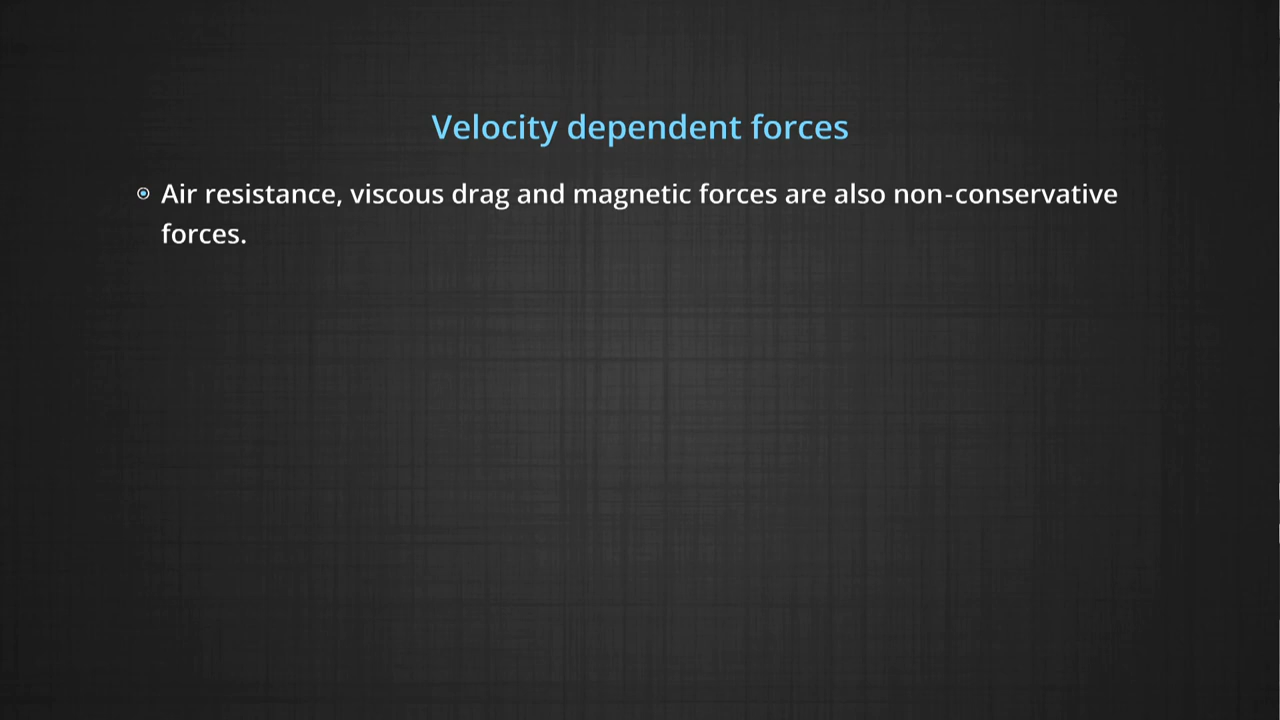 Velocity dependent forces
Air resistance, viscous drag and magnetic forces are also non-conservative
forces.